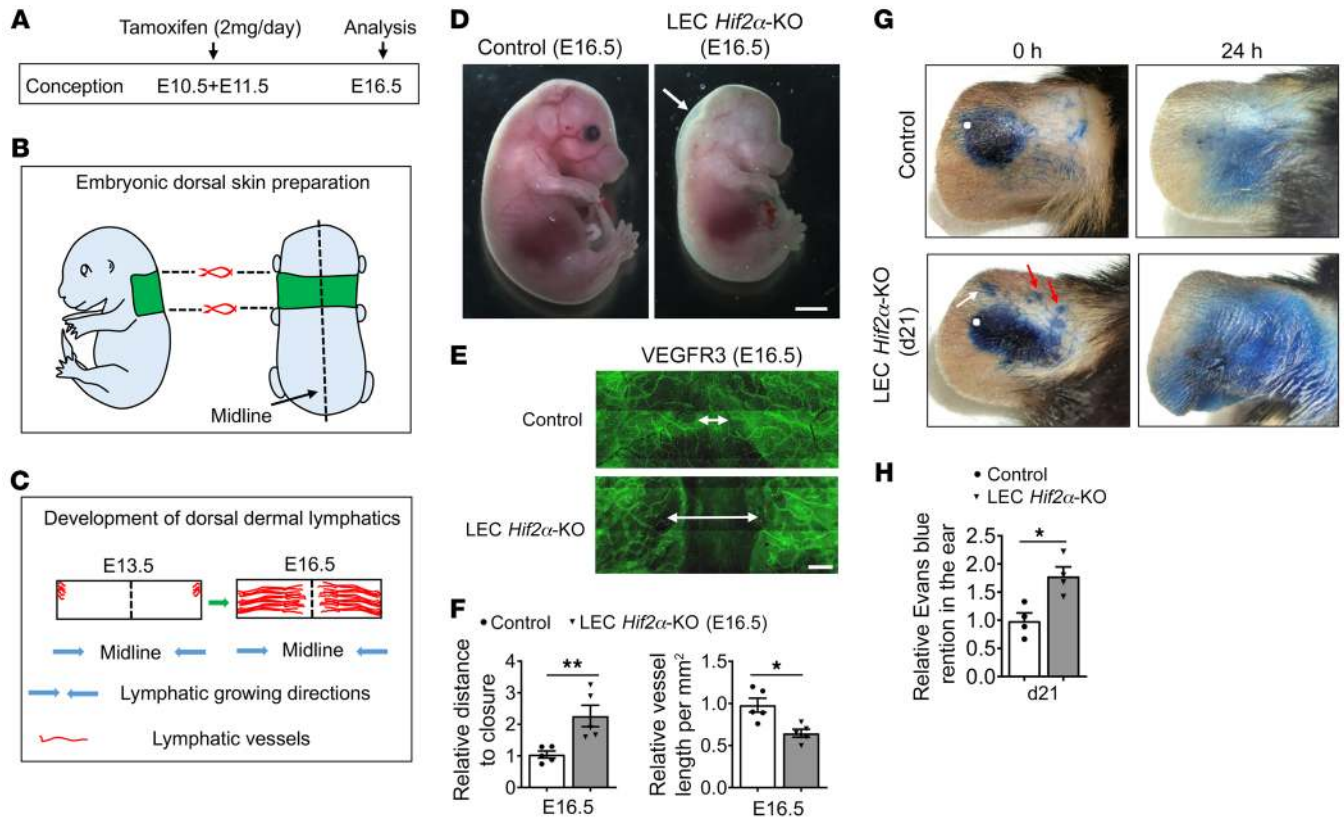 A
Tamoxifen (2mg/day) Analysis
Conception E10.5+E11.5 E16.5
B
Embryonic dorsal skin preparation
Midline
C
Development of dorsal dermal lymphatics
E13.5 E16.5
Midline Midline
Lymphatic growing directions
Lymphatic vessels
D
Control (E16.5)
LEC Hif2α-KO
(E16.5)
E
VEGFR3 (E16.5)
Control
LEC Hif2α-KO
F
Control LEC Hif2α-KO (E16.5)
Relative distance
to closure
4
3
2
1
0
**
E16.5
Relative vessel
length per mm²
1.5
1.0
0.5
0.0
*
E16.5
G
0 h 24 h
Control
LEC Hif2α-KO
(d21)
H
Control
LEC Hif2α-KO
Relative Evans blue
rention in the ear
2.5
2.0
1.5
1.0
0.5
0.0
*
d21